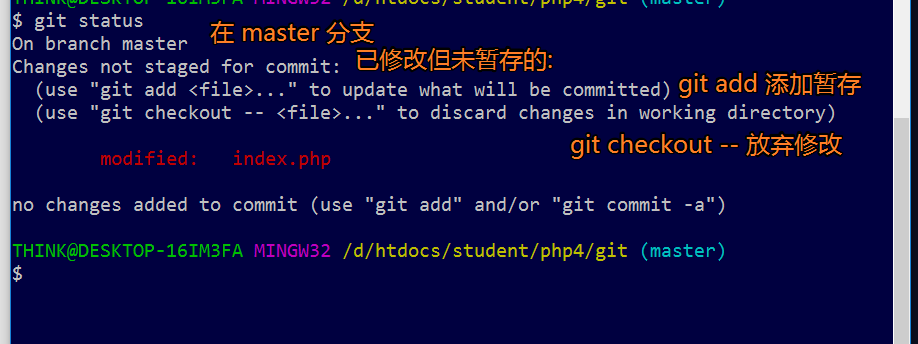 THINK@DESKTOP-16IM3FA MINGW32 /d/htdocs/student/php4/git (master)
$ git status
On branch master 在 master 分支
Changes not staged for commit: 已修改但未暂存的:
(use "git add <file>..." to update what will be committed) git add 添加暂存
(use "git checkout -- <file>..." to discard changes in working directory)
git checkout -- 放弃修改
modified: index.php
no changes added to commit (use "git add" and/or "git commit -a")
THINK@DESKTOP-16IM3FA MINGW32 /d/htdocs/student/php4/git (master)
$